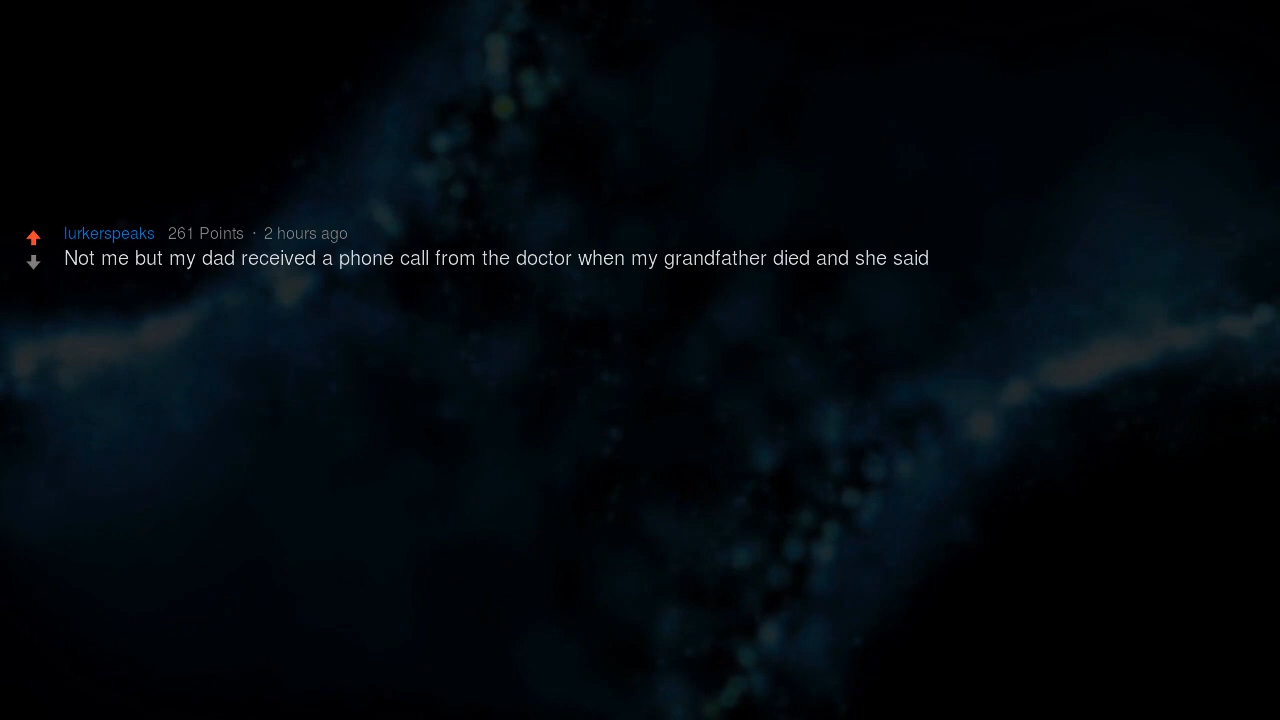 lurkerspeaks 261 Points · 2 hours ago
Not me but my dad received a phone call from the doctor when my grandfather died and she said